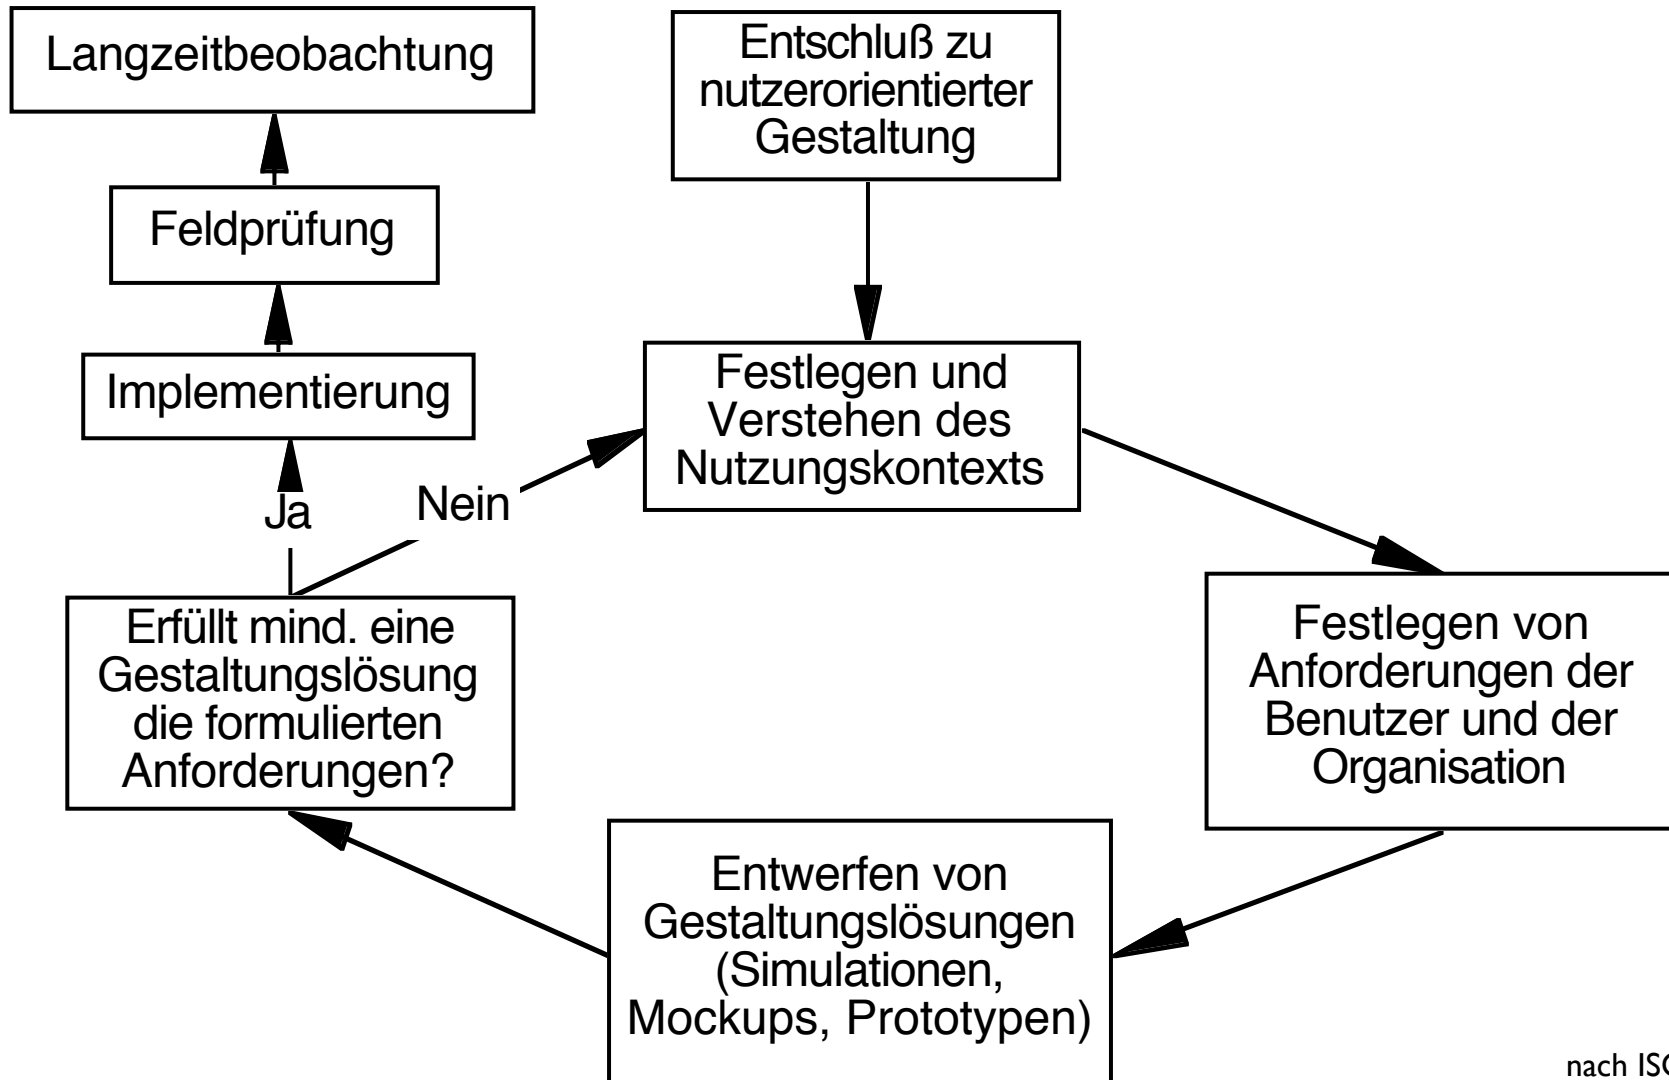 Langzeitbeobachtung
Entschluß zu
nutzerorientierter
Gestaltung
Feldprüfung
Implementierung
Festlegen und
Verstehen des
Nutzungskontexts
Ja
Nein
Erfüllt mind. eine
Gestaltungslösung
die formulierten
Anforderungen?
Festlegen von
Anforderungen der
Benutzer und der
Organisation
Entwerfen von
Gestaltungslösungen
(Simulationen,
Mockups, Prototypen)
nach